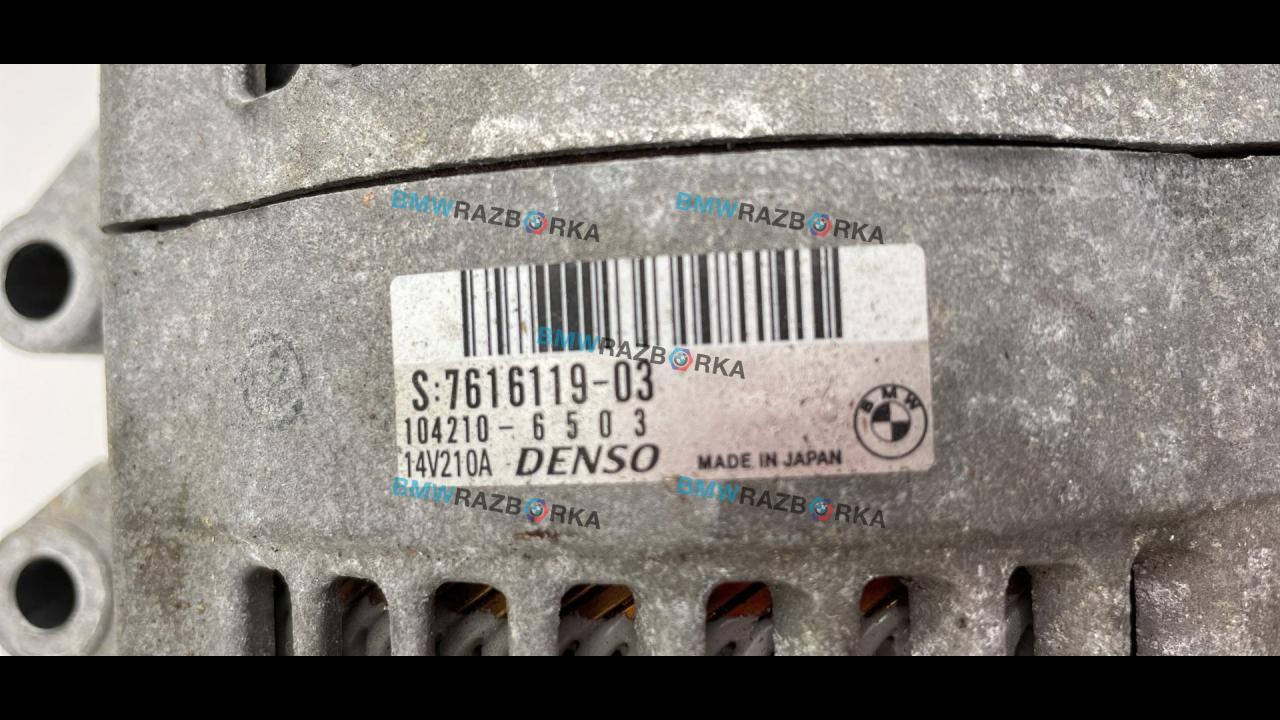 BMWRAZBORKA BMWRAZBORKA
BMWRAZBORKA
S:7616119-03
104210-6503
14V210A DENSO MADE IN JAPAN
BMW
BMWRAZBORKA BMWRAZBORKA